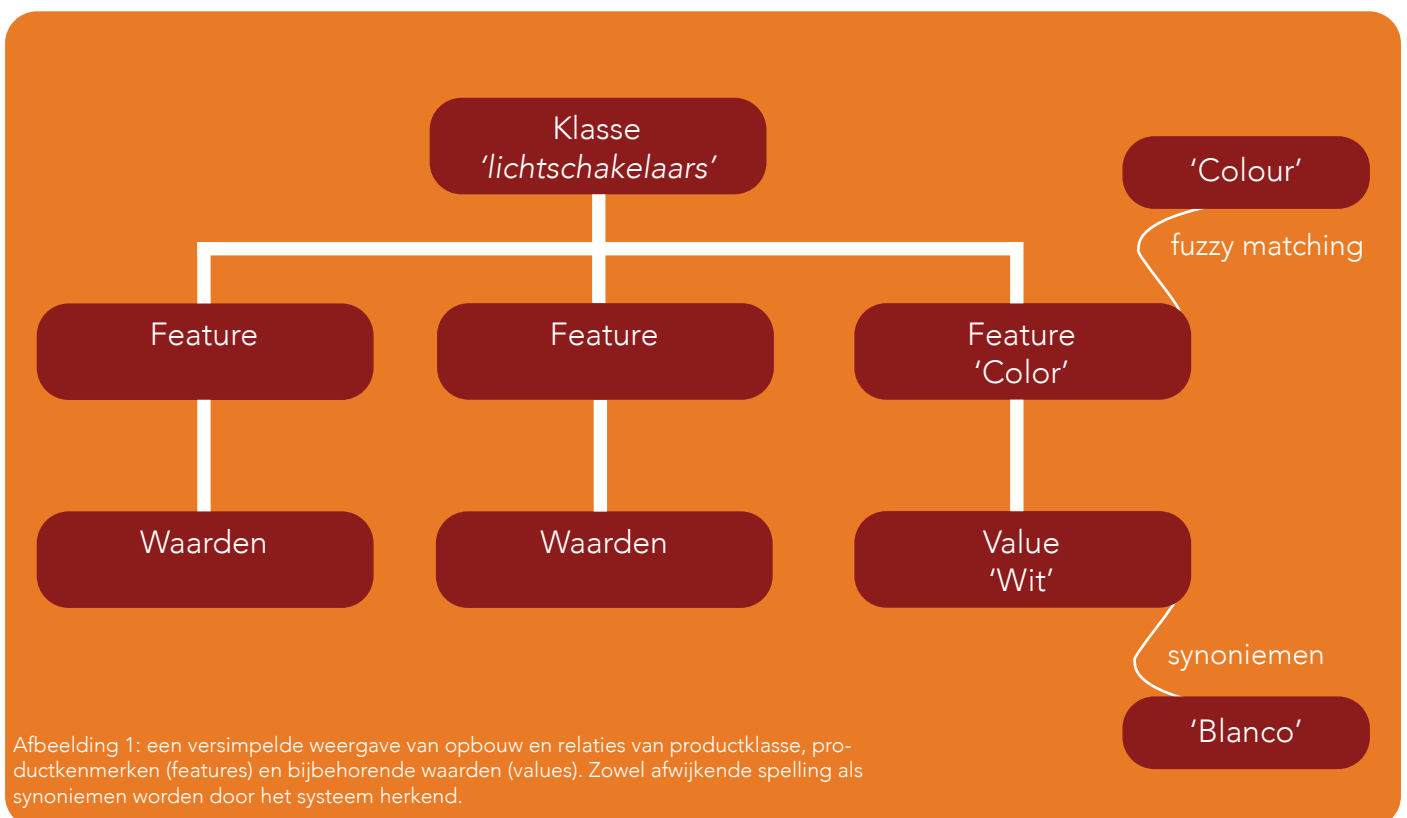 Klasse
‘lichtschakelaars’
‘Colour’
fuzzy matching
Feature
Feature
Feature
‘Color’
Waarden
Waarden
Value
‘Wit’
synoniemen
‘Blanco’
Afbeelding 1: een versimpelde weergave van opbouw en relaties van productklasse, pro-
ductkenmerken (features) en bijbehorende waarden (values). Zowel afwijkende spelling als
synoniemen worden door het systeem herkend.